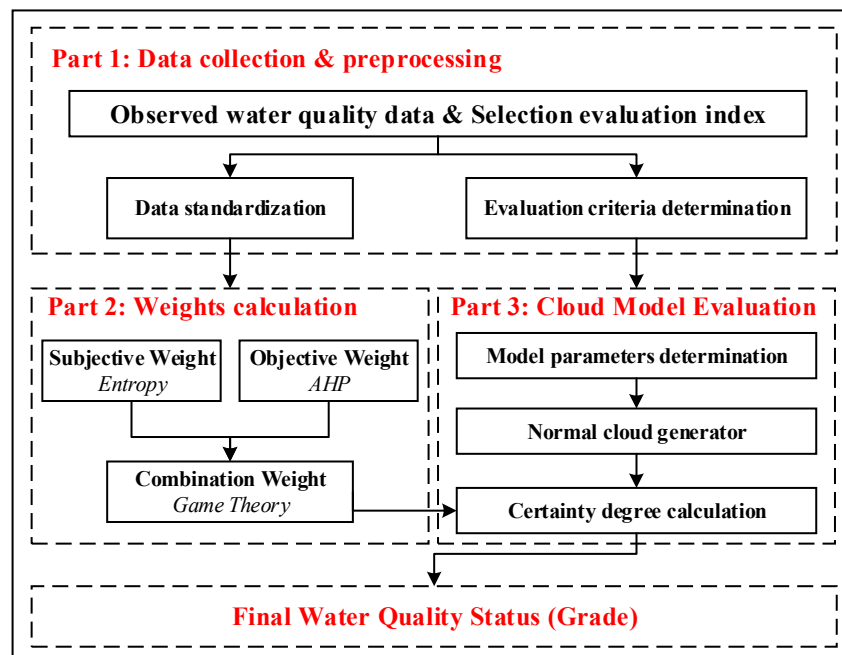 Part 1: Data collection & preprocessing
Observed water quality data & Selection evaluation index
Data standardization
Evaluation criteria determination
Part 2: Weights calculation
Subjective Weight
Entropy
Objective Weight
AHP
Combination Weight
Game Theory
Part 3: Cloud Model Evaluation
Model parameters determination
Normal cloud generator
Certainty degree calculation
Final Water Quality Status (Grade)